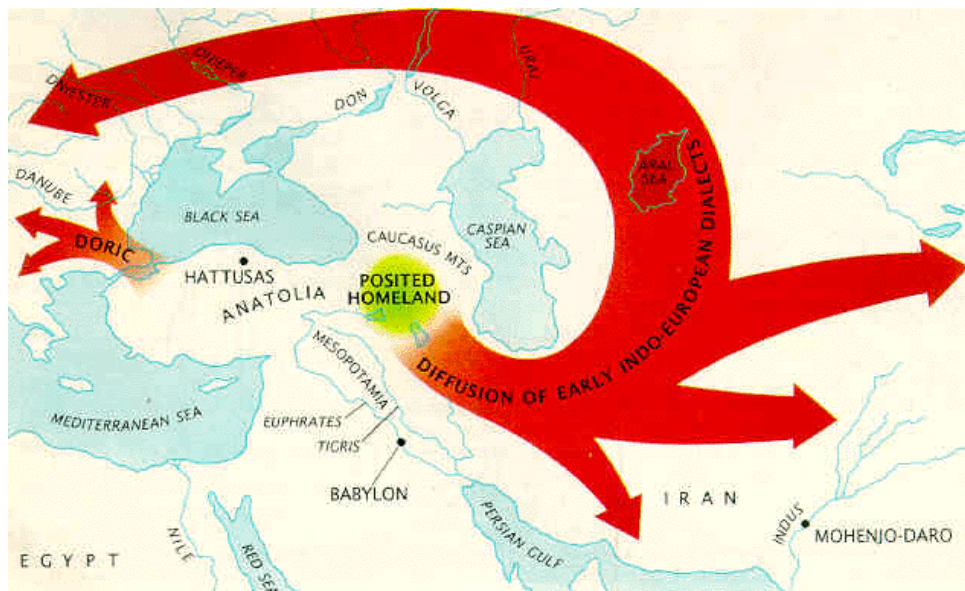 DNIESTER
DNIEPER
DON
VOLGA
URAL
DANUBE
BLACK SEA
CASPIAN
SEA
ARAL
SEA
CAUCASUS MTS
DORIC
HATTUSAS
ANATOLIA
POSITED
HOMELAND
DIFFUSION OF EARLY INDO-EUROPEAN DIALECTS
MESOPOTAMIA
MEDITERRANEAN SEA
EUPHRATES
TIGRIS
BABYLON
IRAN
PERSIAN GULF
INDUS
MOHENJO-DARO
EGYPT
NILE
RED SEA